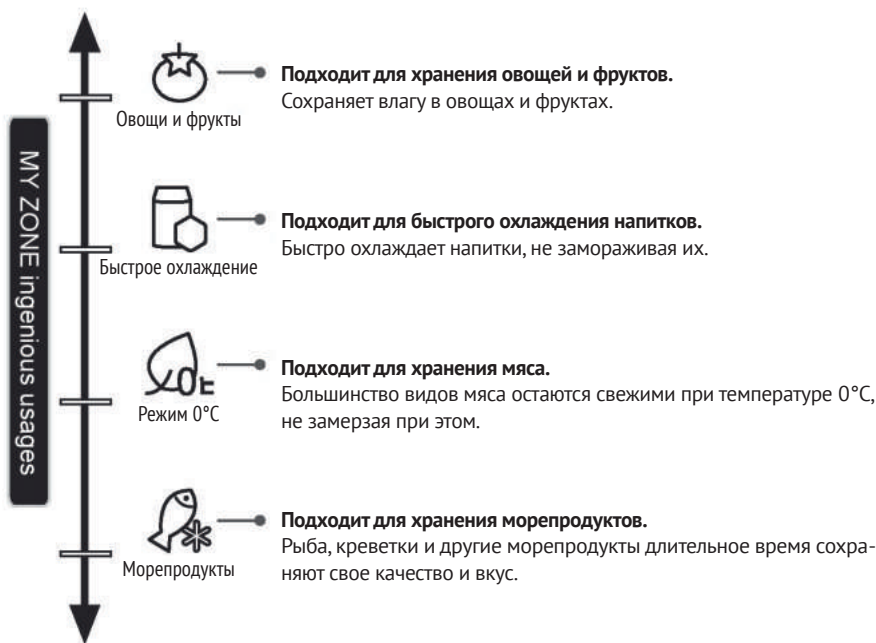 MY ZONE ingenious usages
Овощи и фрукты
Подходит для хранения овощей и фруктов.
Сохраняет влагу в овощах и фруктах.
Быстрое охлаждение
Подходит для быстрого охлаждения напитков.
Быстро охлаждает напитки, не замораживая их.
Режим 0°C
Подходит для хранения мяса.
Большинство видов мяса остаются свежими при температуре 0°C,
не замерзая при этом.
Морепродукты
Подходит для хранения морепродуктов.
Рыба, креветки и другие морепродукты длительное время сохра-
няют свое качество и вкус.